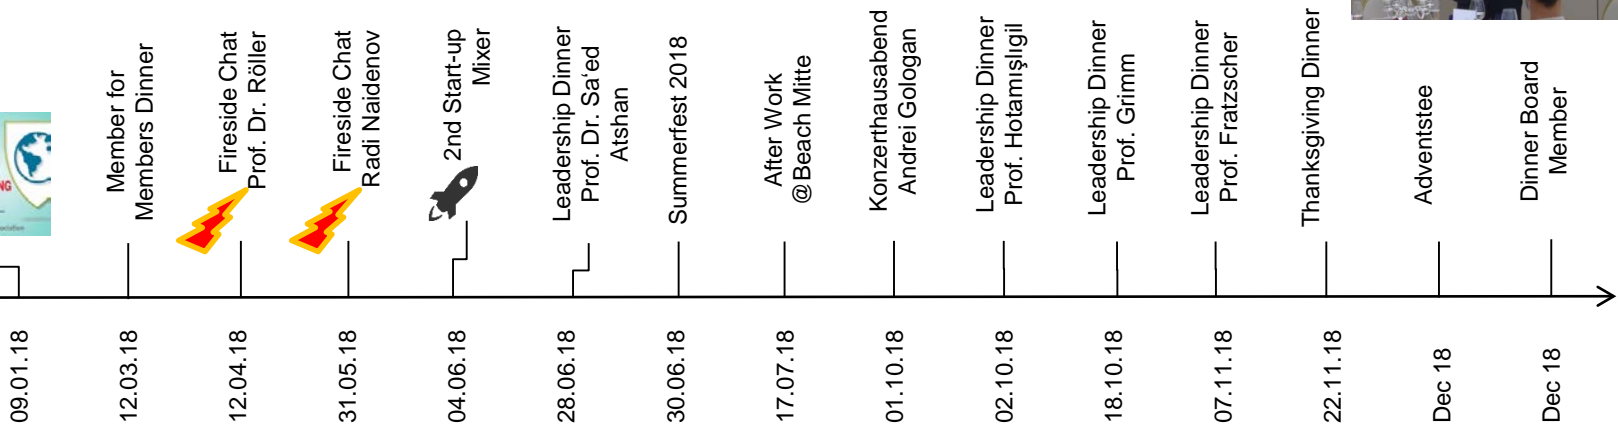 NG
Member for
Members Dinner
Fireside Chat
Prof. Dr. Röller
Fireside Chat
Radi Naidenov
2nd Start-up
Mixer
Leadership Dinner
Prof. Dr. Sa‘ed
Atshan
Summerfest 2018
After Work
@Beach Mitte
Konzerthausabend
Andrei Gologan
Leadership Dinner
Prof. Hotamışlıgil
Leadership Dinner
Prof. Grimm
Leadership Dinner
Prof. Fratzscher
Thanksgiving Dinner
Adventstee
Dinner Board
Member
09.01.18
12.03.18
12.04.18
31.05.18
04.06.18
28.06.18
30.06.18
17.07.18
01.10.18
02.10.18
18.10.18
07.11.18
22.11.18
Dec 18
Dec 18